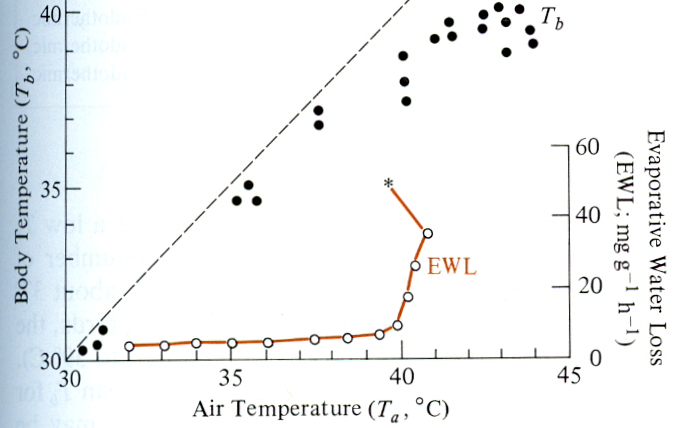 40
T_b
Body Temperature (T_b, °C)
35
30
60
40
20
0
Evaporative Water Loss
(EWL; mg g⁻¹ h⁻¹)
*
EWL
30
35
40
45
Air Temperature (T_a, °C)